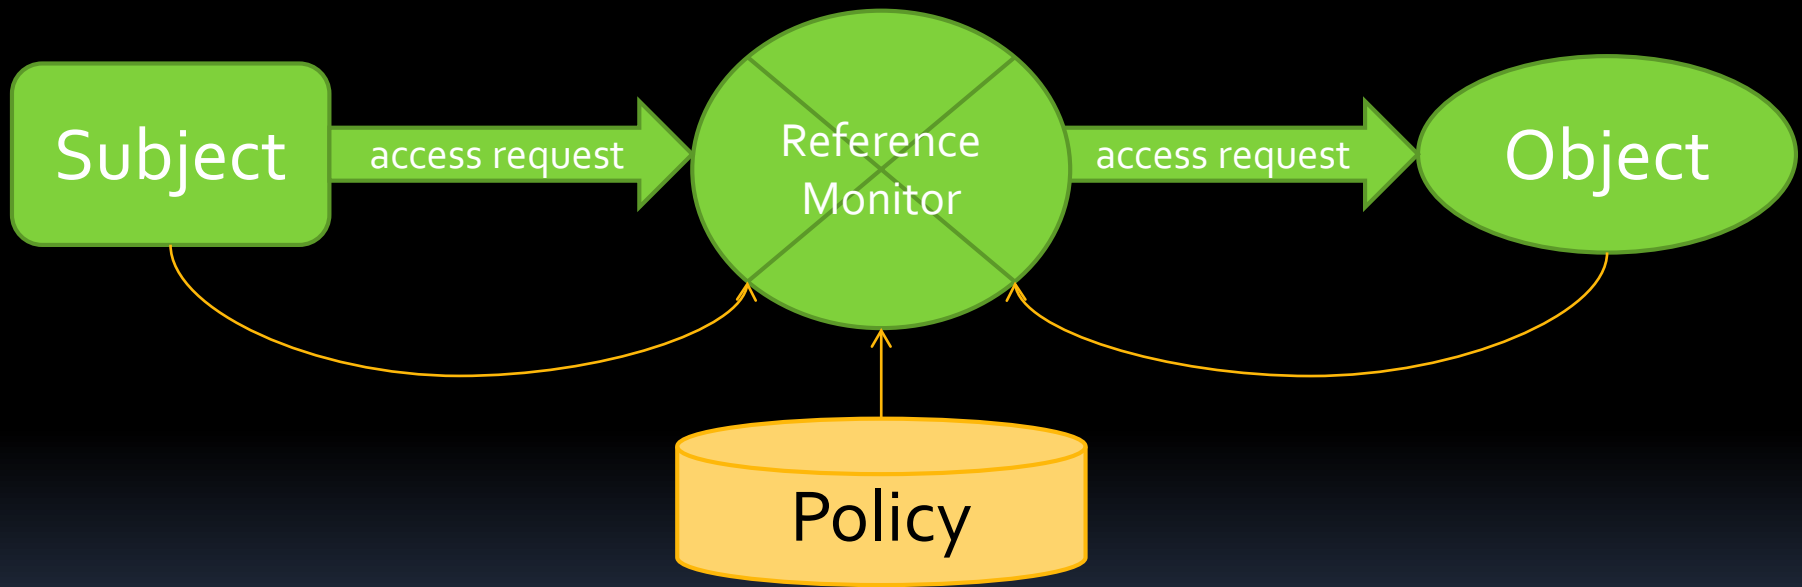 Subject
access request
Reference
Monitor
access request
Object
Policy